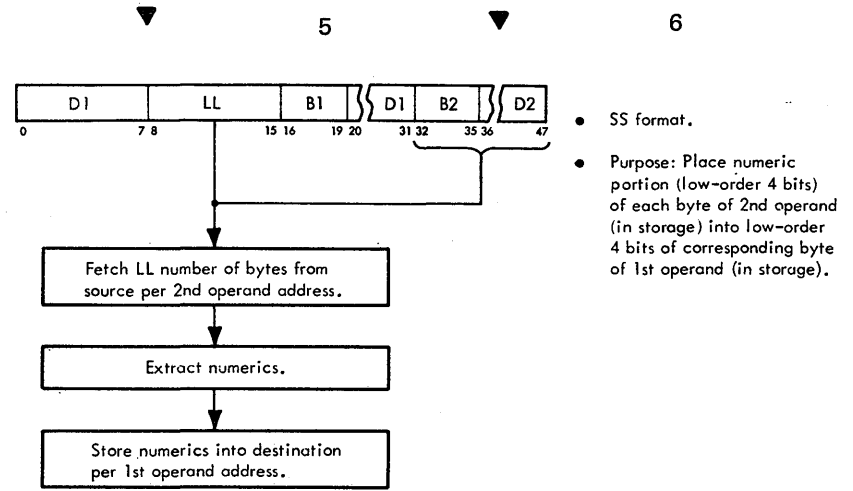 5 6
D1 LL B1 D1 B2 D2
0 7 8 15 16 19 20 31 32 35 36 47
• SS format.
• Purpose: Place numeric
portion (low-order 4 bits)
of each byte of 2nd operand
(in storage) into low-order
4 bits of corresponding byte
of 1st operand (in storage).
Fetch LL number of bytes from
source per 2nd operand address.
Extract numerics.
Store numerics into destination
per 1st operand address.